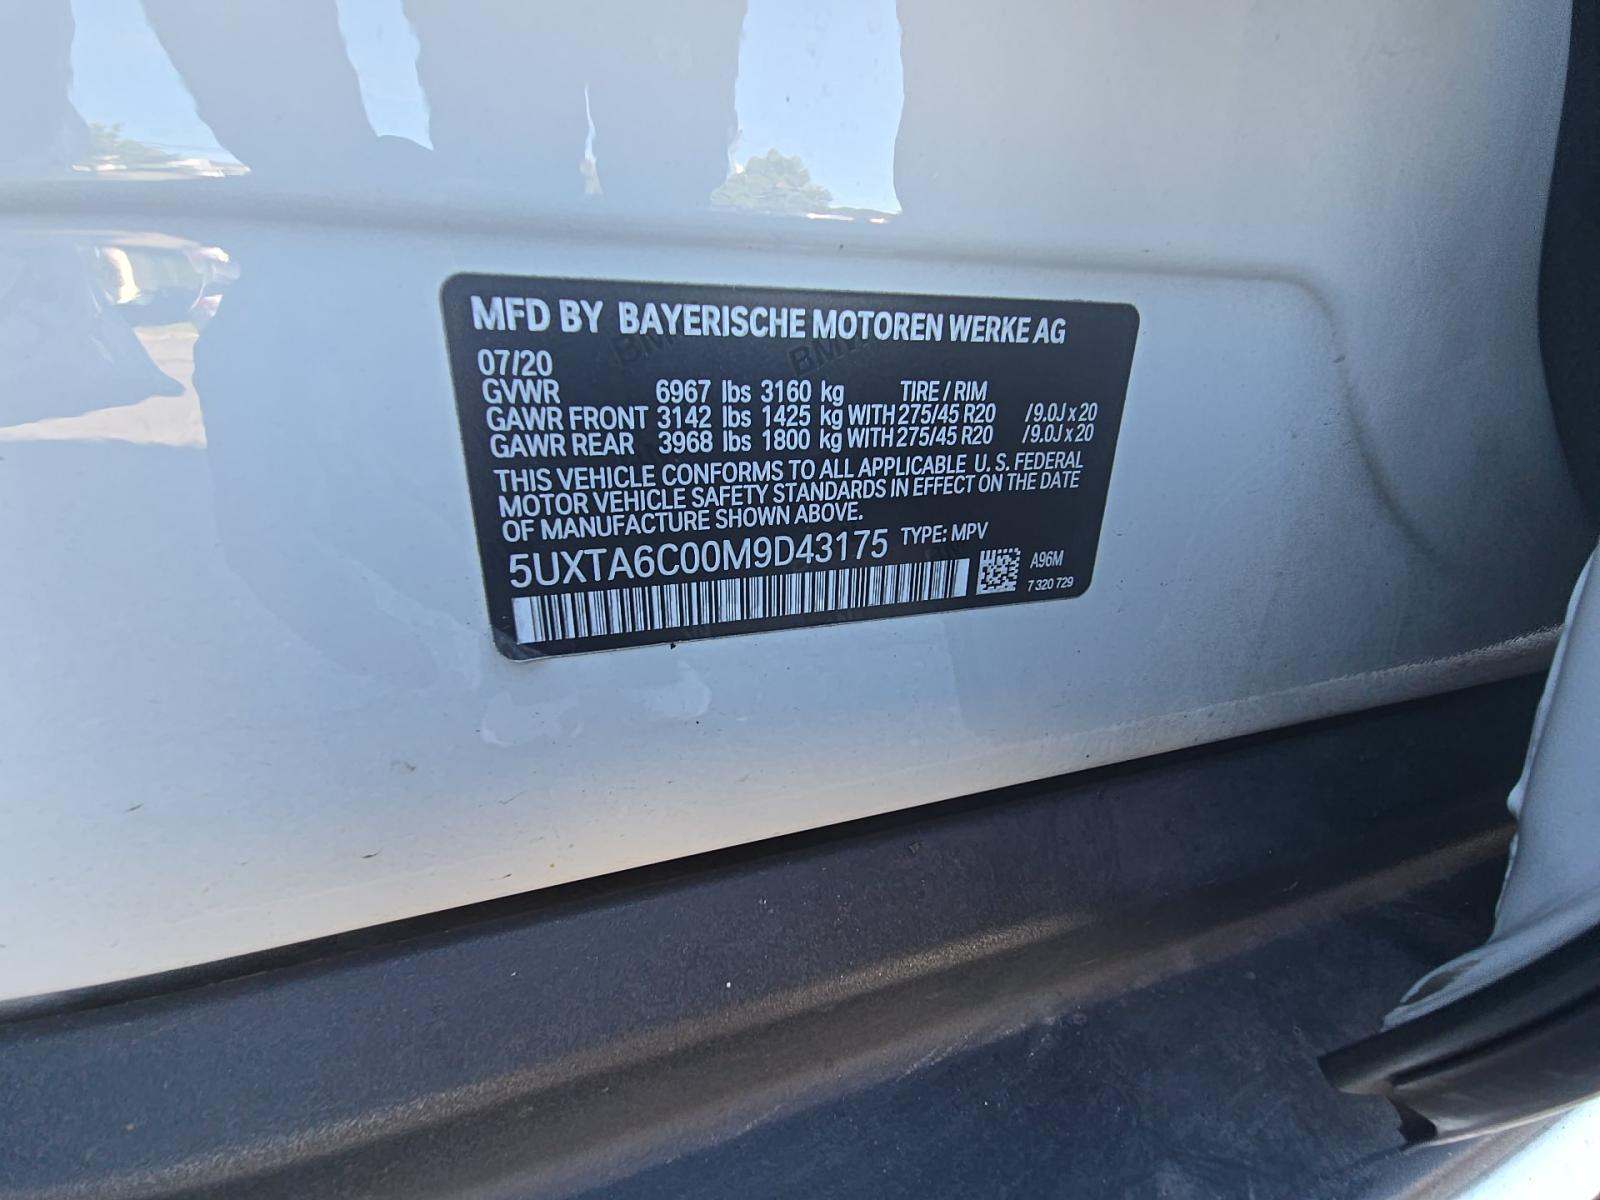 MFD BY BAYERISCHE MOTOREN WERKE AG
07/20
GVWR 6967 lbs 3160 kg TIRE / RIM
GAWR FRONT 3142 lbs 1425 kg WITH 275/45 R20 / 9.0J x 20
GAWR REAR 3968 lbs 1800 kg WITH 275/45 R20 / 9.0J x 20
THIS VEHICLE CONFORMS TO ALL APPLICABLE U. S. FEDERAL
MOTOR VEHICLE SAFETY STANDARDS IN EFFECT ON THE DATE
OF MANUFACTURE SHOWN ABOVE.
5UXTA6C00M9D43175 TYPE: MPV
A96M
7 320 729